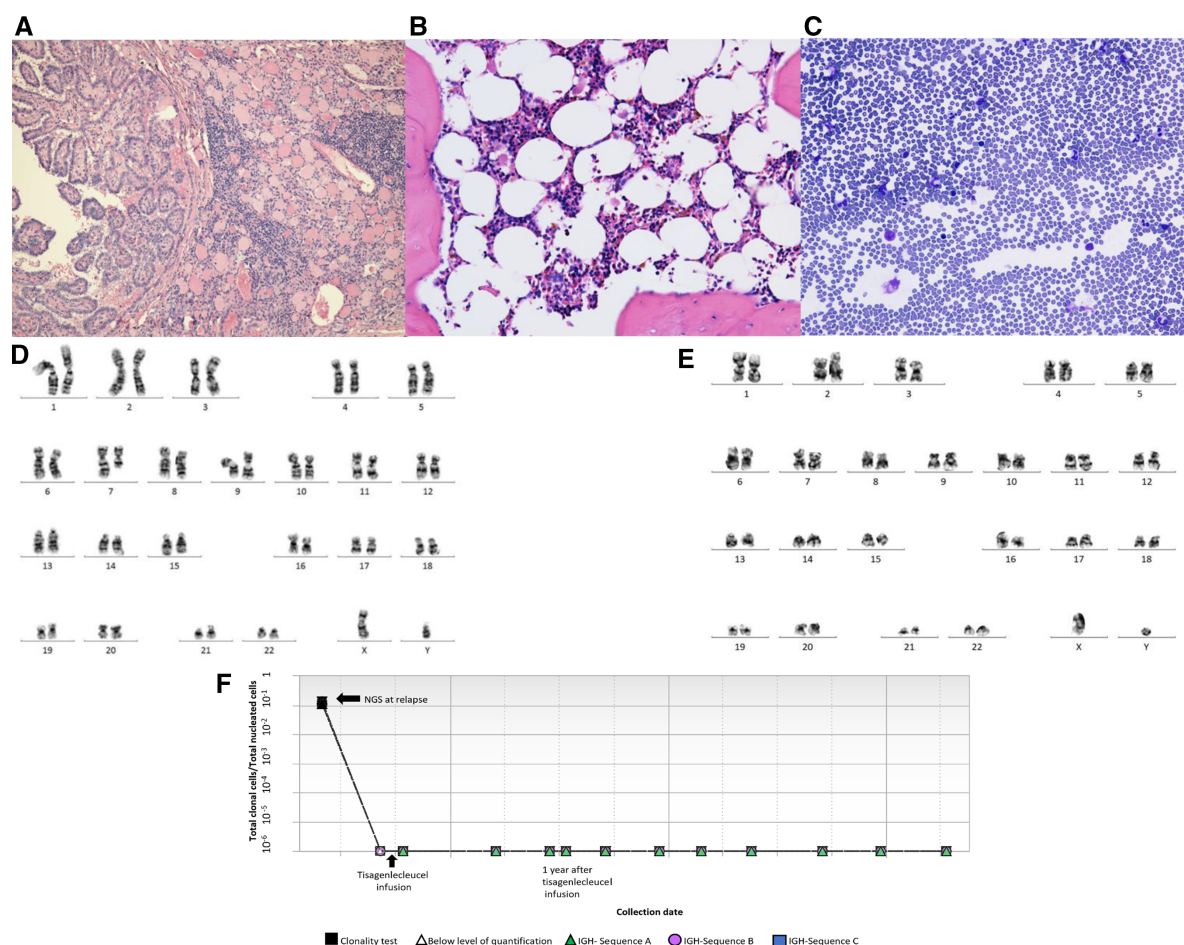 A
B
C
D
1 2 3 4 5
6 7 8 9 10 11 12
13 14 15 16 17 18
19 20 21 22 X Y
E
1 2 3 4 5
6 7 8 9 10 11 12
13 14 15 16 17 18
19 20 21 22 X Y
F
Total clonal cells/Total nucleated cells
1
10-1
10-2
10-3
10-4
10-5
10-6
NGS at relapse
Tisagenlecleucel
infusion
1 year after
tisagenlecleucel
infusion
Collection date
Clonality test Below level of quantification IGH- Sequence A IGH-Sequence B IGH-Sequence C